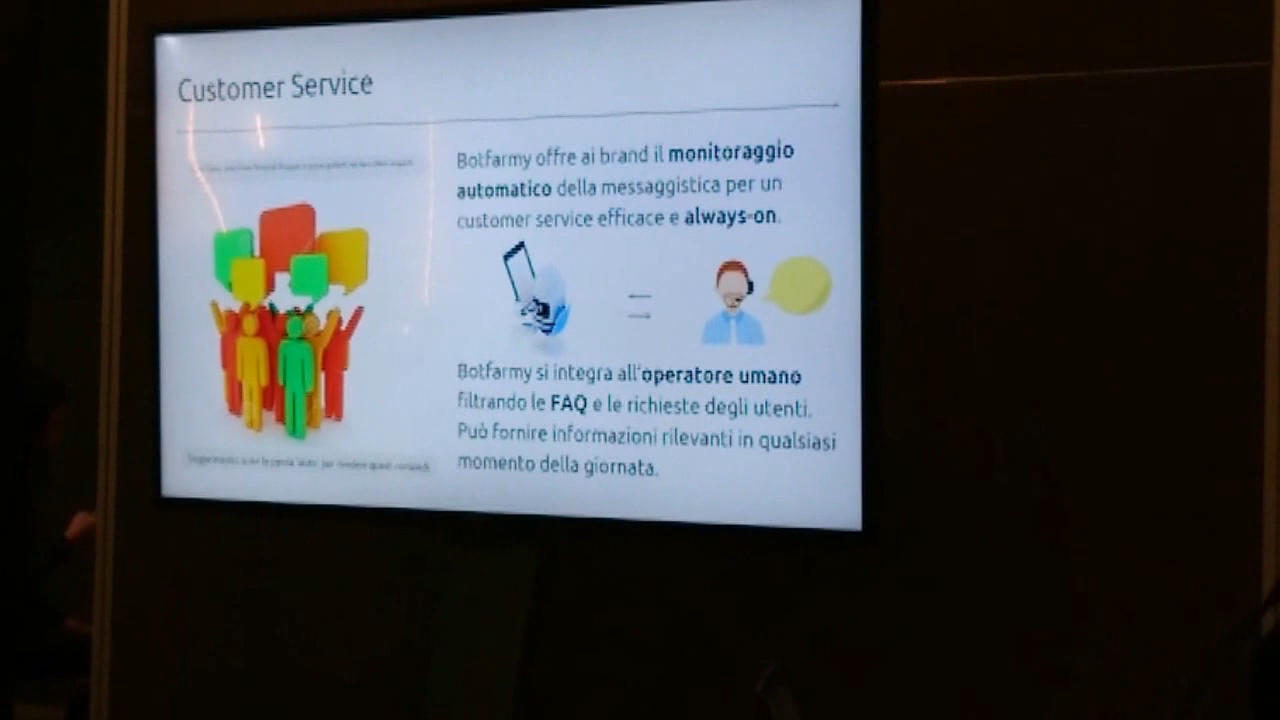 Customer Service
Botfarmy offre ai brand il monitoraggio
automatico della messaggistica per un
customer service efficace e always-on.
Botfarmy si integra all'operatore umano
filtrando le FAQ e le richieste degli utenti.
Può fornire informazioni rilevanti in qualsiasi
momento della giornata.